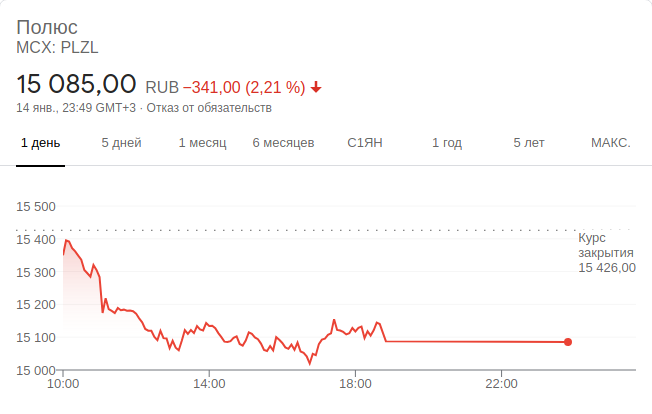 Полюс
MCX: PLZL
15 085,00 RUB −341,00 (2,21 %)
14 янв., 23:49 GMT+3 · Отказ от обязательств
1 день 5 дней 1 месяц 6 месяцев С1ЯН 1 год 5 лет МАКС.
15 500
15 400
15 300
15 200
15 100
15 000
Курс
закрытия
15 426,00
10:00 14:00 18:00 22:00